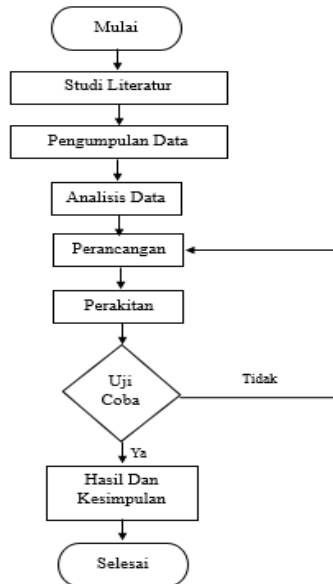 Mulai
Studi Literatur
Pengumpulan Data
Analisis Data
Perancangan
Perakitan
Uji
Coba
Tidak
Ya
Hasil Dan
Kesimpulan
Selesai